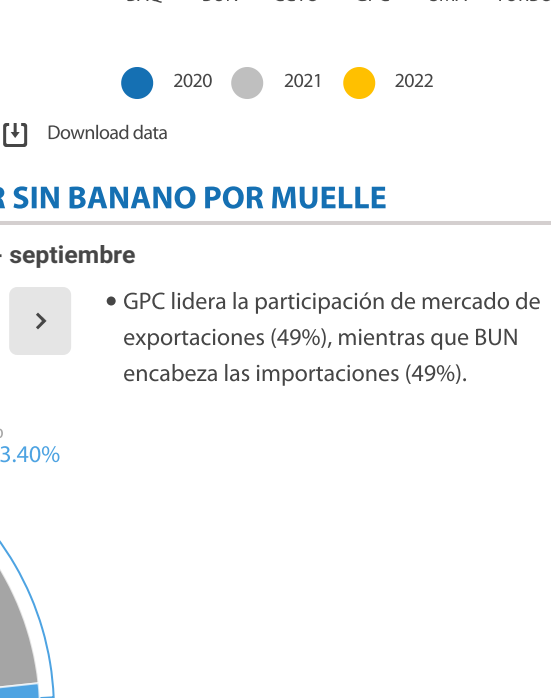 2020 2021 2022
Download data
R SIN BANANO POR MUELLE
- septiembre
• GPC lidera la participación de mercado de
exportaciones (49%), mientras que BUN
encabeza las importaciones (49%).
3.40%